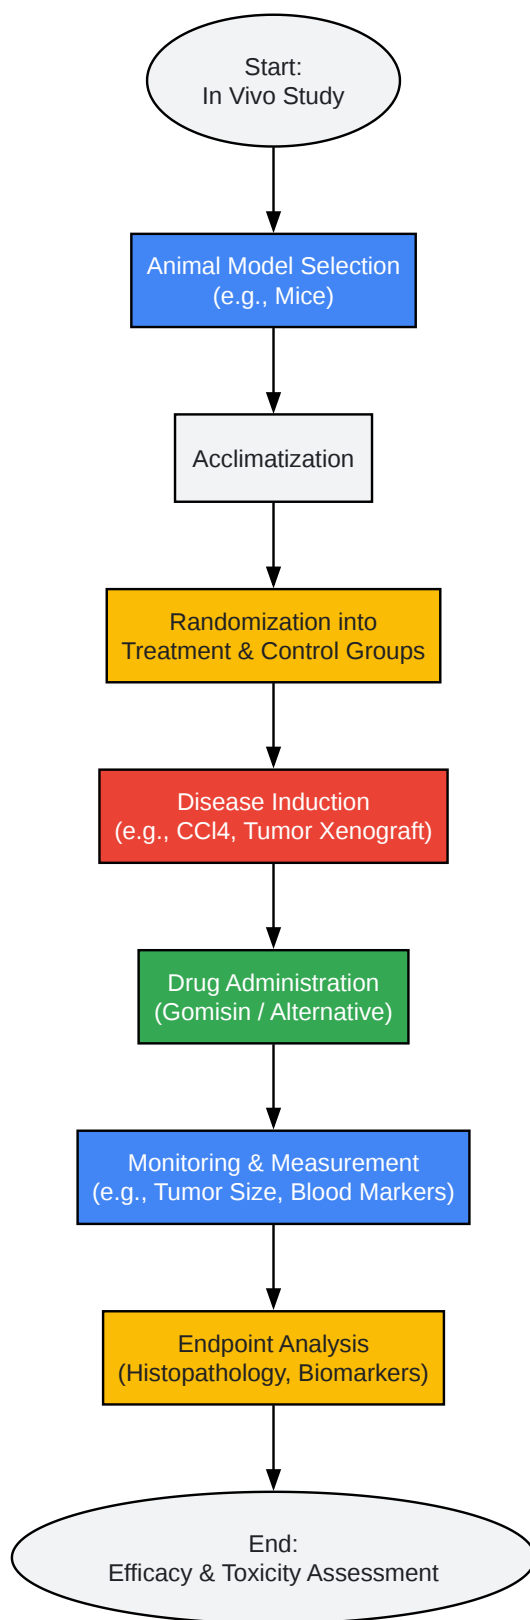 Start:
In Vivo Study
Animal Model Selection
(e.g., Mice)
Acclimatization
Randomization into
Treatment & Control Groups
Disease Induction
(e.g., CCl4, Tumor Xenograft)
Drug Administration
(Gomisin / Alternative)
Monitoring & Measurement
(e.g., Tumor Size, Blood Markers)
Endpoint Analysis
(Histopathology, Biomarkers)
End:
Efficacy & Toxicity Assessment